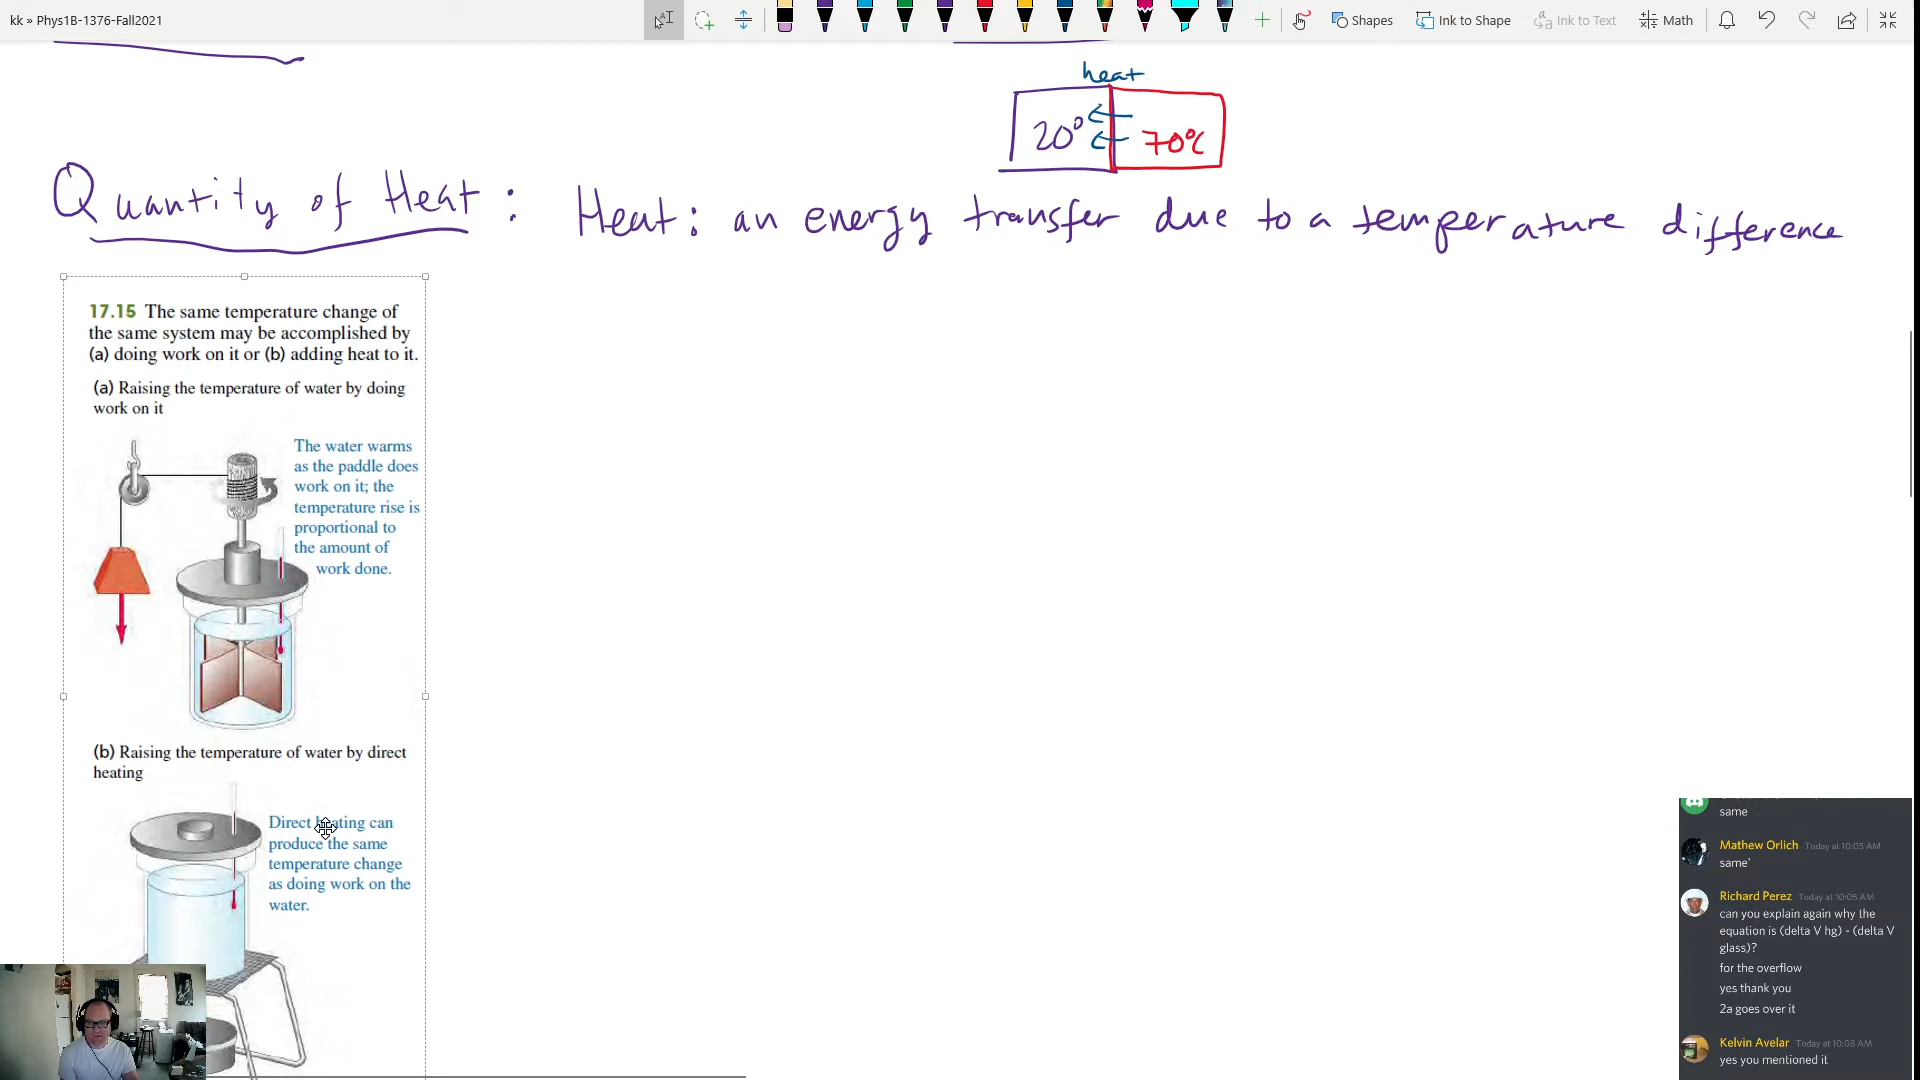 kk » Phys1B-1376-Fall2021
Shapes
Ink to Shape
Ink to Text
Math
heat
20°
70°C
Quantity of Heat: Heat: an energy transfer due to a temperature difference
17.15 The same temperature change of
the same system may be accomplished by
(a) doing work on it or (b) adding heat to it.
(a) Raising the temperature of water by doing
work on it
The water warms
as the paddle does
work on it; the
temperature rise is
proportional to
the amount of
work done.
(b) Raising the temperature of water by direct
heating
Direct heating can
produce the same
temperature change
as doing work on the
water.
same
Mathew Orlich Today at 10:05 AM
same'
Richard Perez Today at 10:05 AM
can you explain again why the
equation is (delta V hg) - (delta V
glass)?
for the overflow
yes thank you
2a goes over it
Kelvin Avelar Today at 10:08 AM
yes you mentioned it